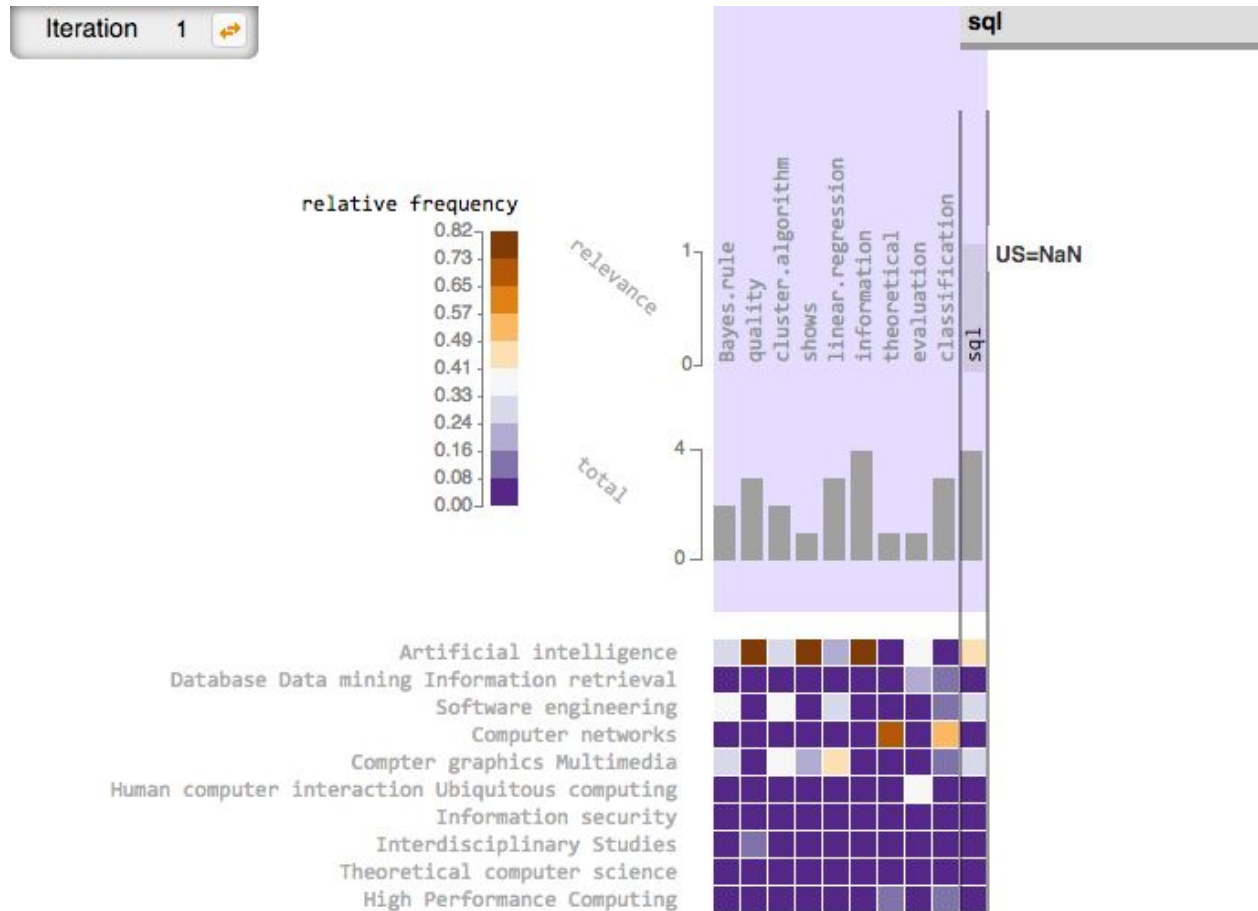 Iteration 1
sql
relative frequency
0.82
0.73
0.65
0.57
0.49
0.41
0.33
0.24
0.16
0.08
0.00
relevance
1
0
total
4
0
Bayes.rule
quality
cluster.algorithm
shows
linear.regression
information
theoretical
evaluation
classification
sql
US=NaN
Artificial intelligence
Database Data mining Information retrieval
Software engineering
Computer networks
Compter graphics Multimedia
Human computer interaction Ubiquitous computing
Information security
Interdisciplinary Studies
Theoretical computer science
High Performance Computing